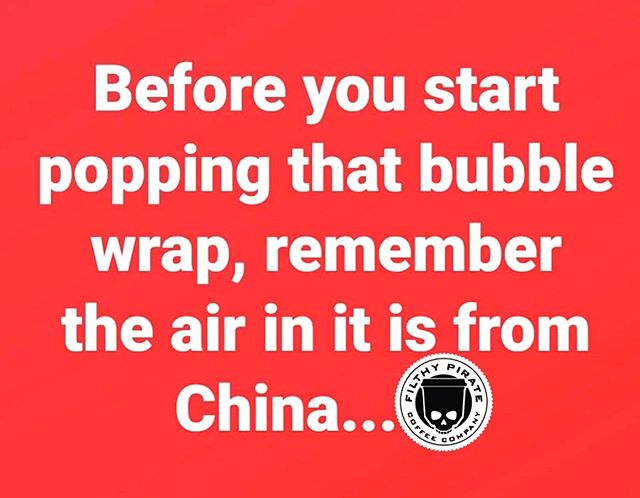 Before you start
popping that bubble
wrap, remember
the air in it is from
China...
FILTHY PIRATE
COFFEE COMPANY